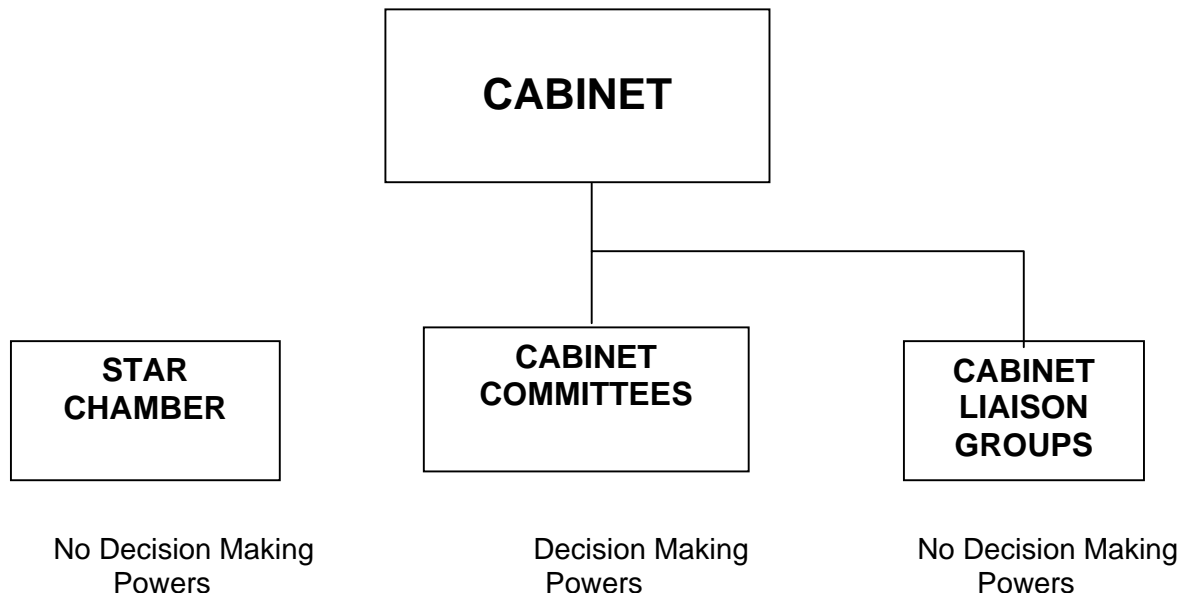 CABINET
STAR
CHAMBER
CABINET
COMMITTEES
CABINET
LIAISON
GROUPS
No Decision Making
Powers
Decision Making
Powers
No Decision Making
Powers